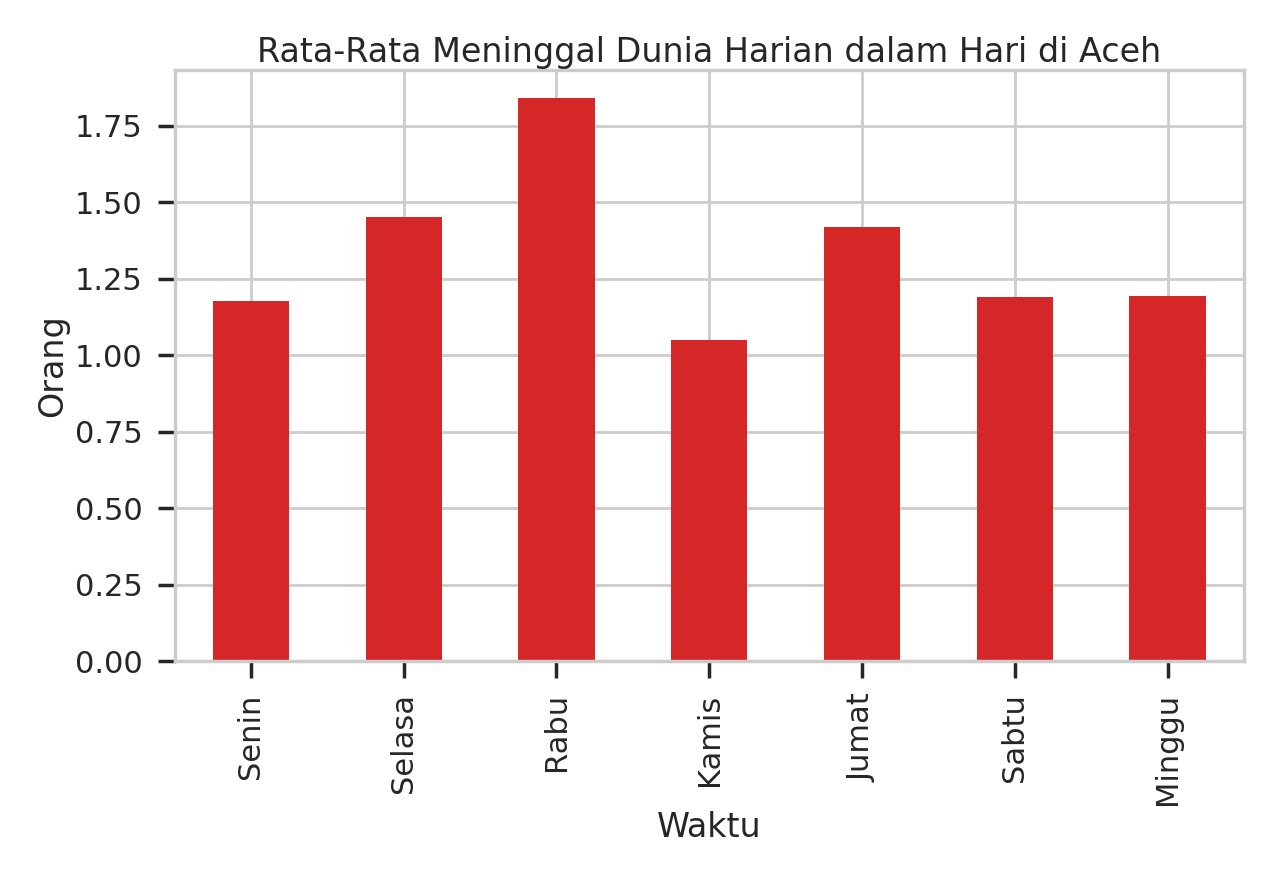 Rata-Rata Meninggal Dunia Harian dalam Hari di Aceh
1.75
1.50
1.25
1.00
0.75
0.50
0.25
0.00
Orang
Senin
Selasa
Rabu
Kamis
Jumat
Sabtu
Minggu
Waktu